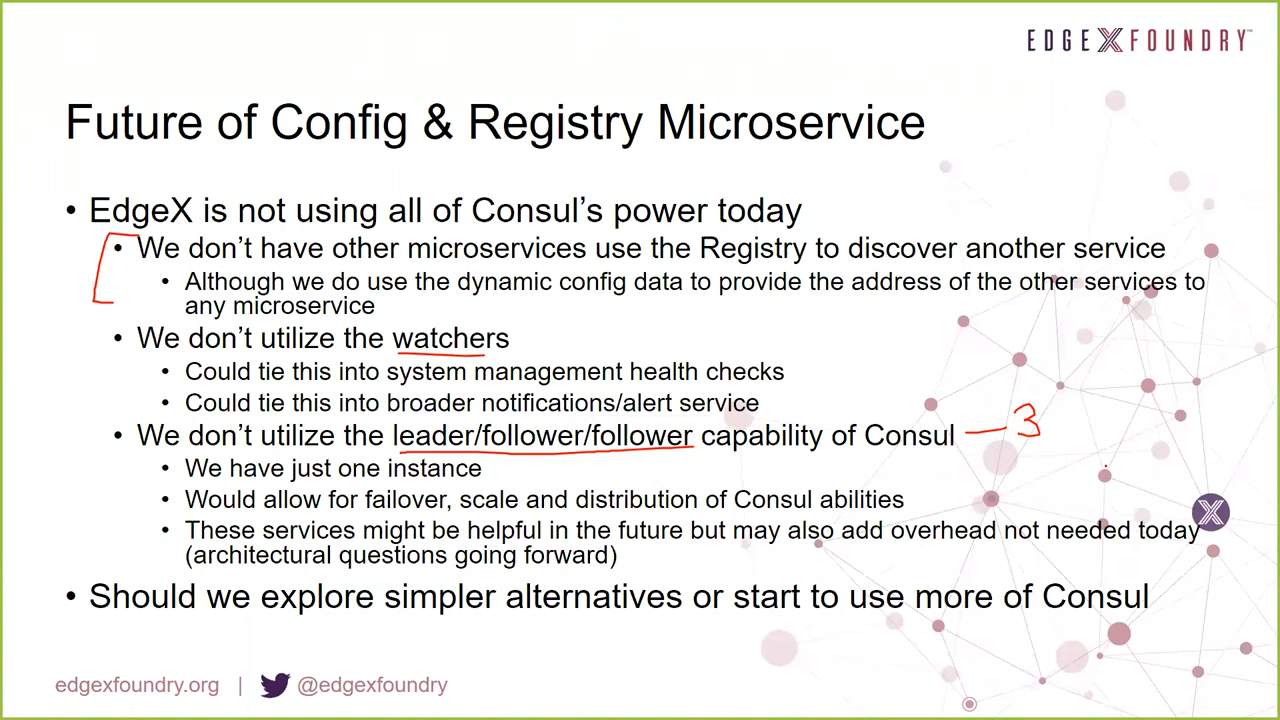 EDGE X FOUNDRY™
Future of Config & Registry Microservice
• EdgeX is not using all of Consul's power today
• We don't have other microservices use the Registry to discover another service
• Although we do use the dynamic config data to provide the address of the other services to
any microservice
• We don't utilize the watchers
• Could tie this into system management health checks
• Could tie this into broader notifications/alert service
• We don't utilize the leader/follower/follower capability of Consul — 3
• We have just one instance
• Would allow for failover, scale and distribution of Consul abilities
• These services might be helpful in the future but may also add overhead not needed today
(architectural questions going forward)
• Should we explore simpler alternatives or start to use more of Consul
edgexfoundry.org | @edgexfoundry